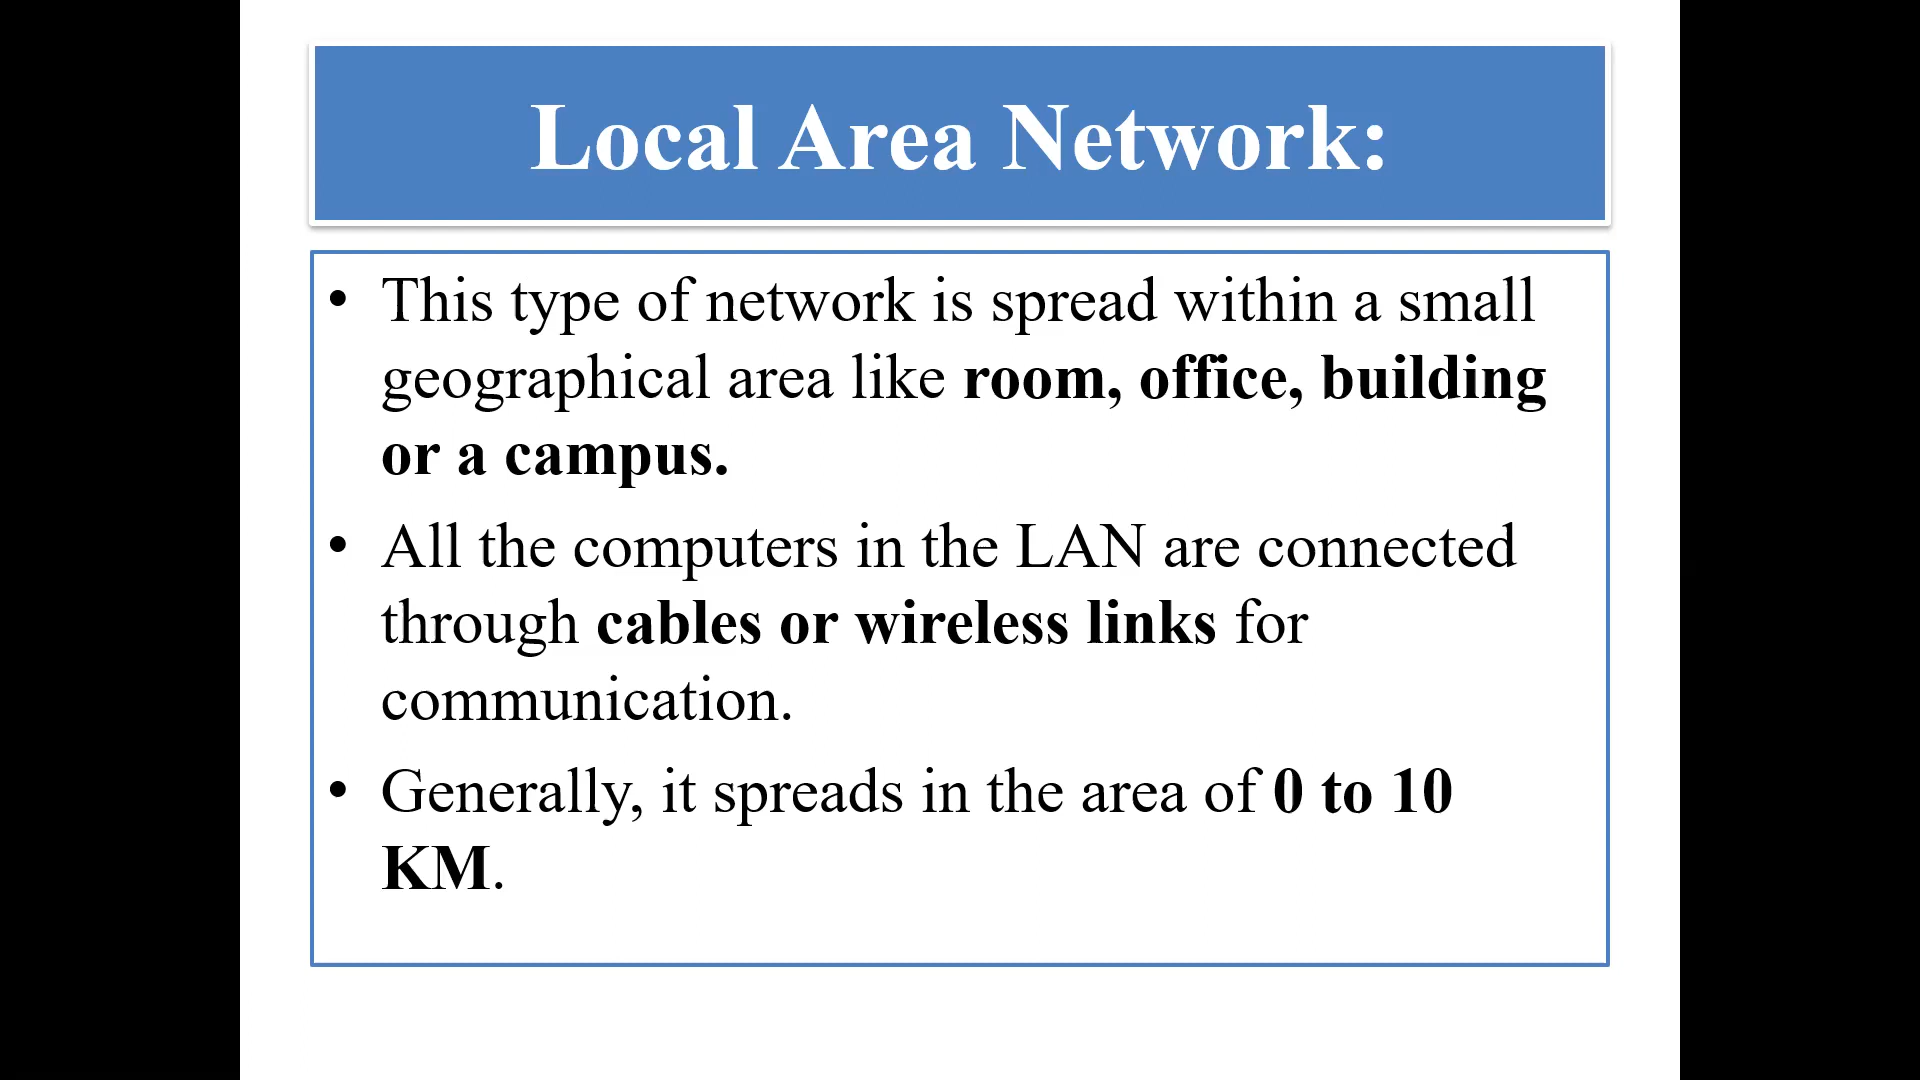 Local Area Network:
• This type of network is spread within a small
geographical area like room, office, building
or a campus.
• All the computers in the LAN are connected
through cables or wireless links for
communication.
• Generally, it spreads in the area of 0 to 10
KM.